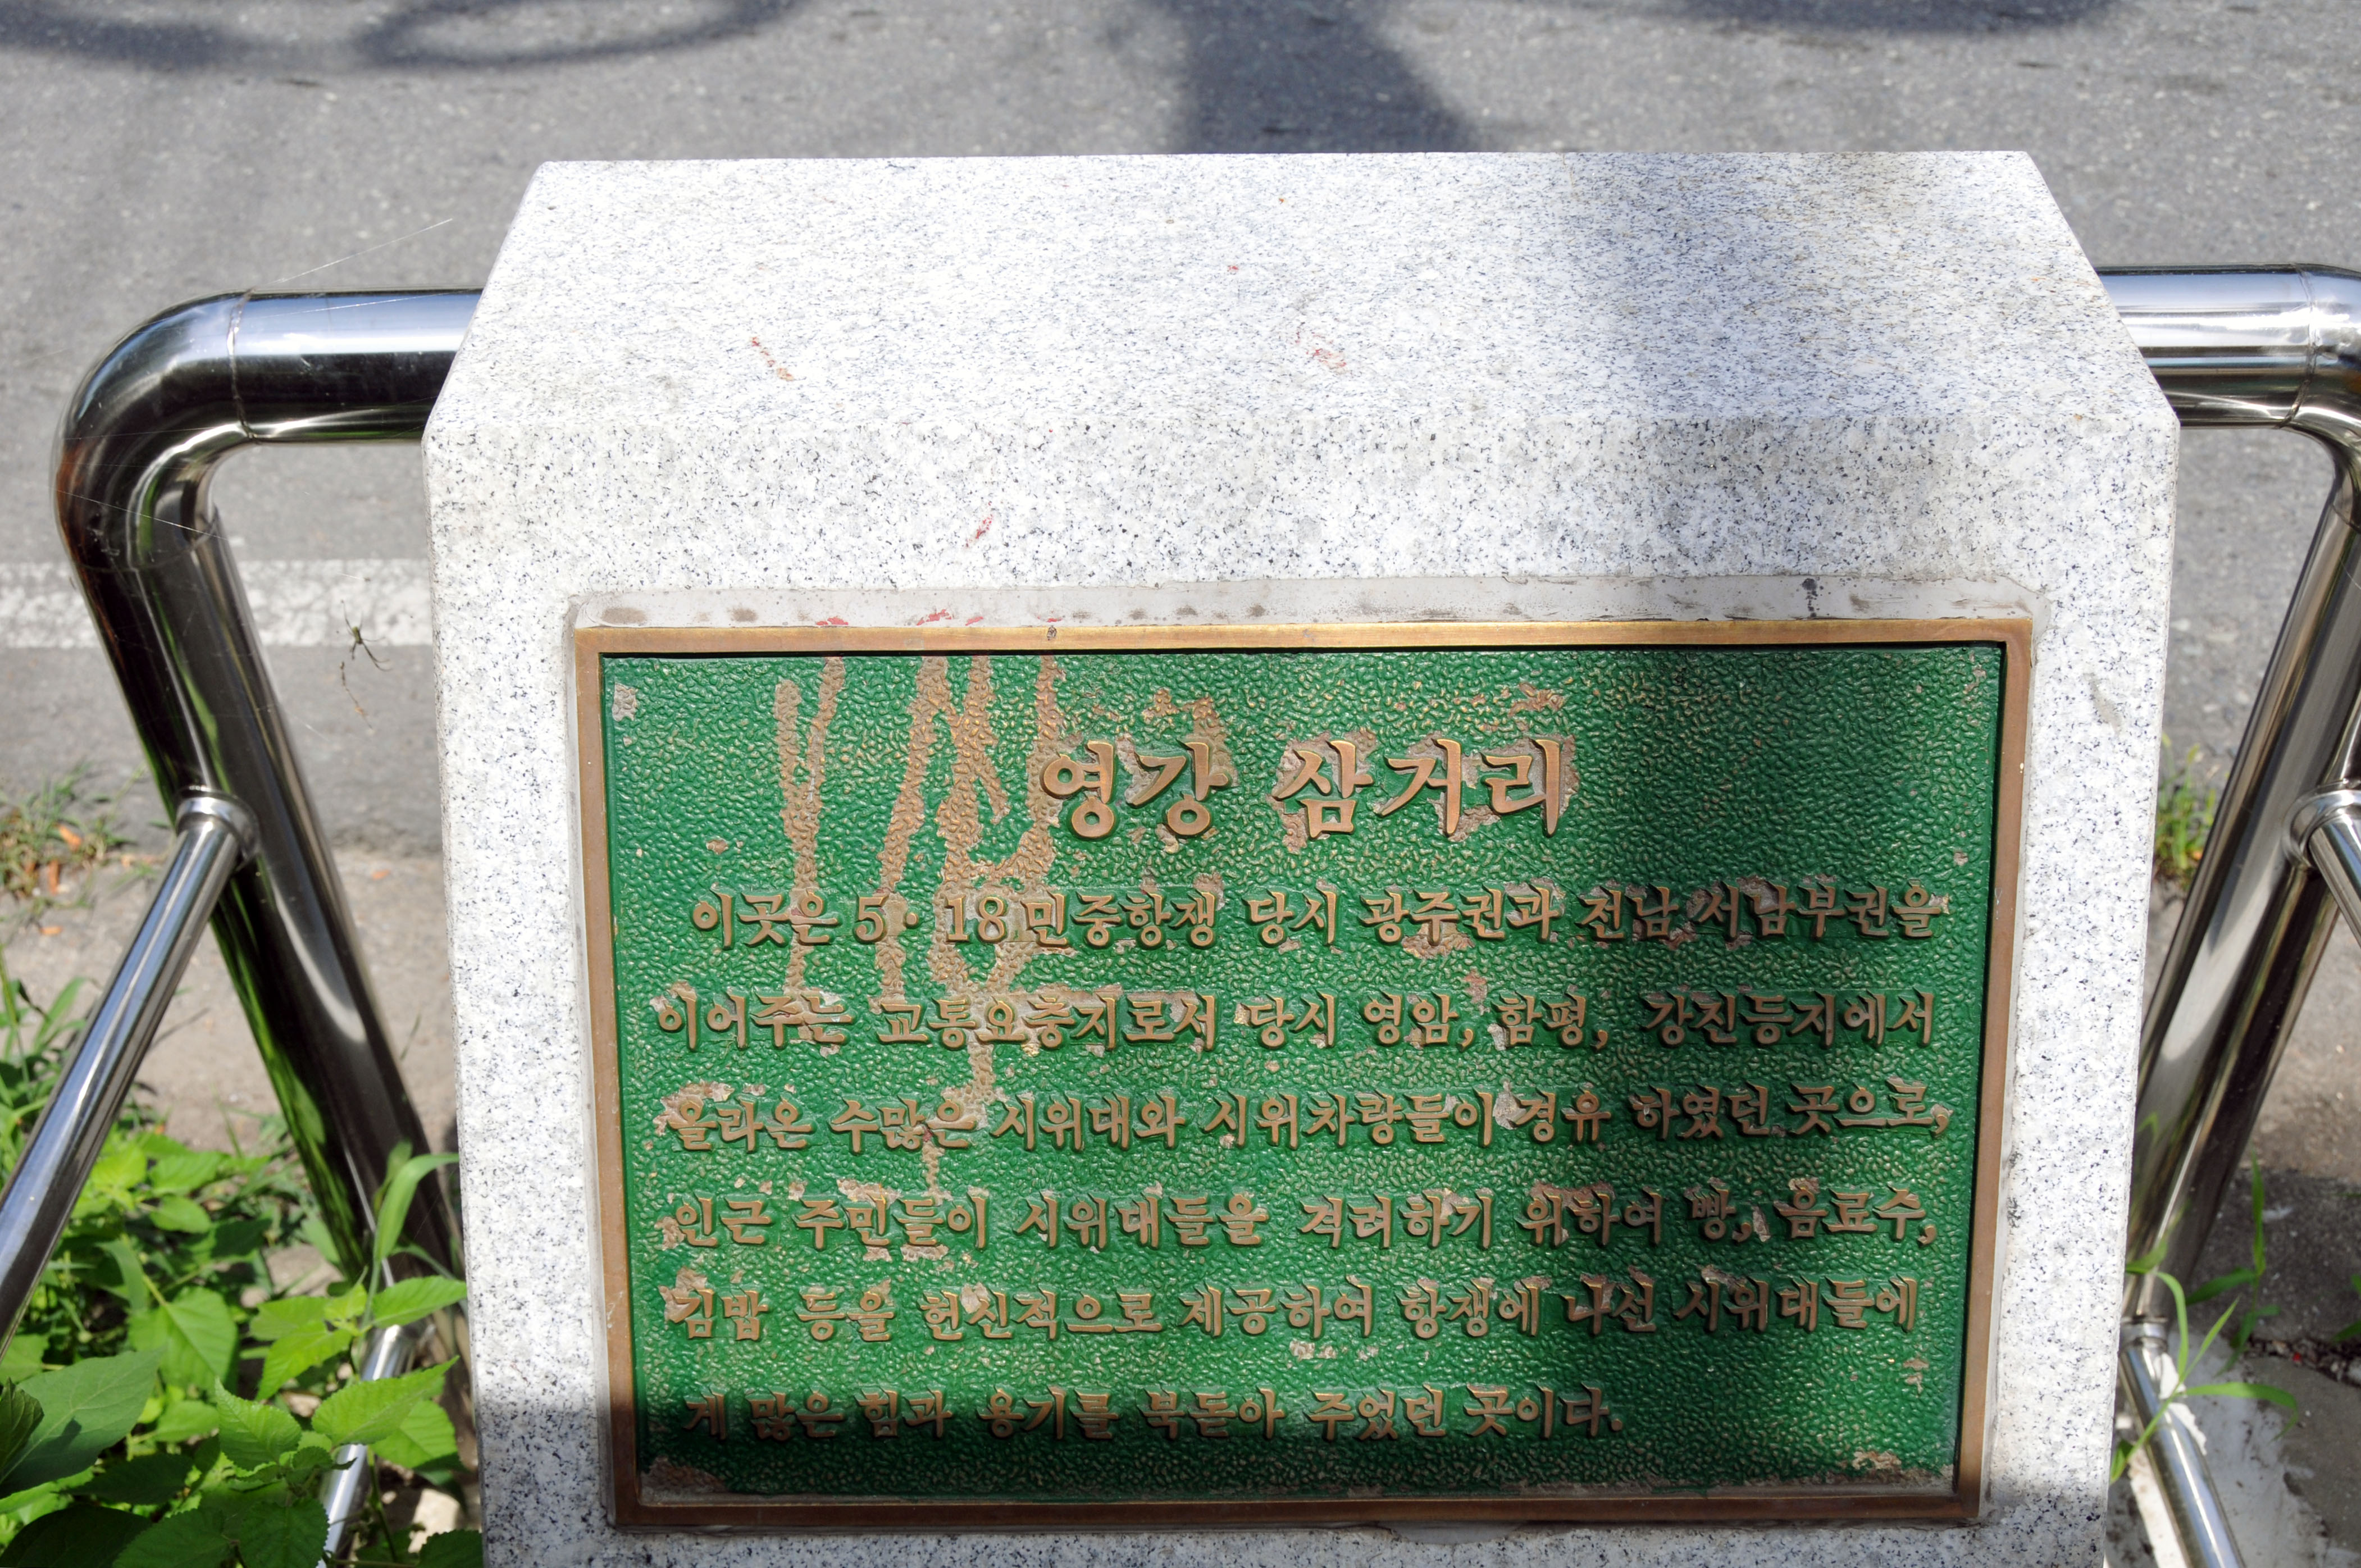 영강 삼거리
이곳은 5·18 민중항쟁 당시 광주권과 전남 서남부권을
이어주는 교통요충지로서 당시 영암, 함평, 강진등지에서
올라온 수많은 시위대와 시위차량들이 경유 하였던 곳으로,
인근 주민들이 시위대들을 격려하기 위하여 빵, 음료수,
김밥 등을 헌신적으로 제공하여 항쟁에 나선 시위대들에
게 많은 힘과 용기를 북돋아 주었던 곳이다.